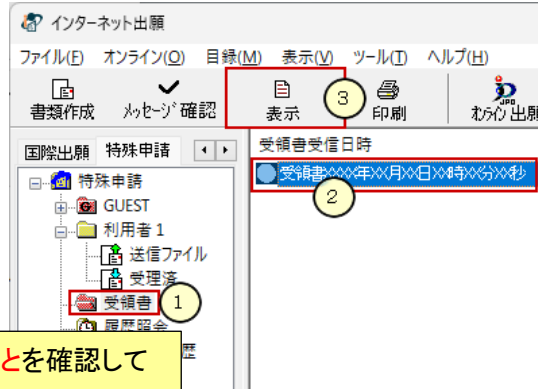 インターネット出願
ファイル(F) オンライン(O) 目録(M) 表示(V) ツール(T) ヘルプ(H)
書類作成 メッセージ確認 表示 3 印刷 JPO オンライン出願
国際出願 特殊申請
受領書受信日時
特殊申請
受領書XXXX年XX月XX日XX時XX分XX秒
2
GUEST
利用者1
送信ファイル
受理済
受領書 1
履歴照会
歴
とを確認して